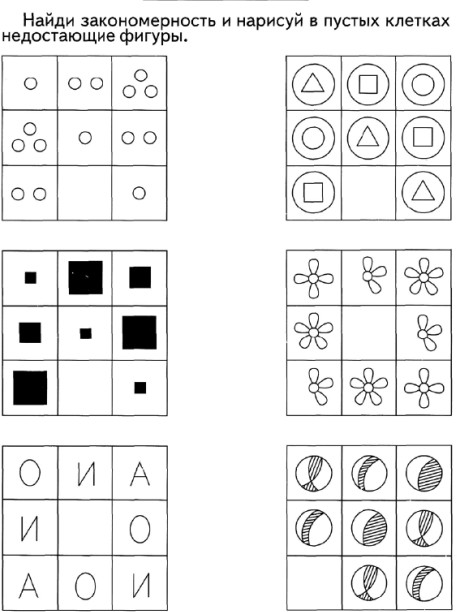 Найди закономерность и нарисуй в пустых клетках
недостающие фигуры.
О И А
И О
А О И